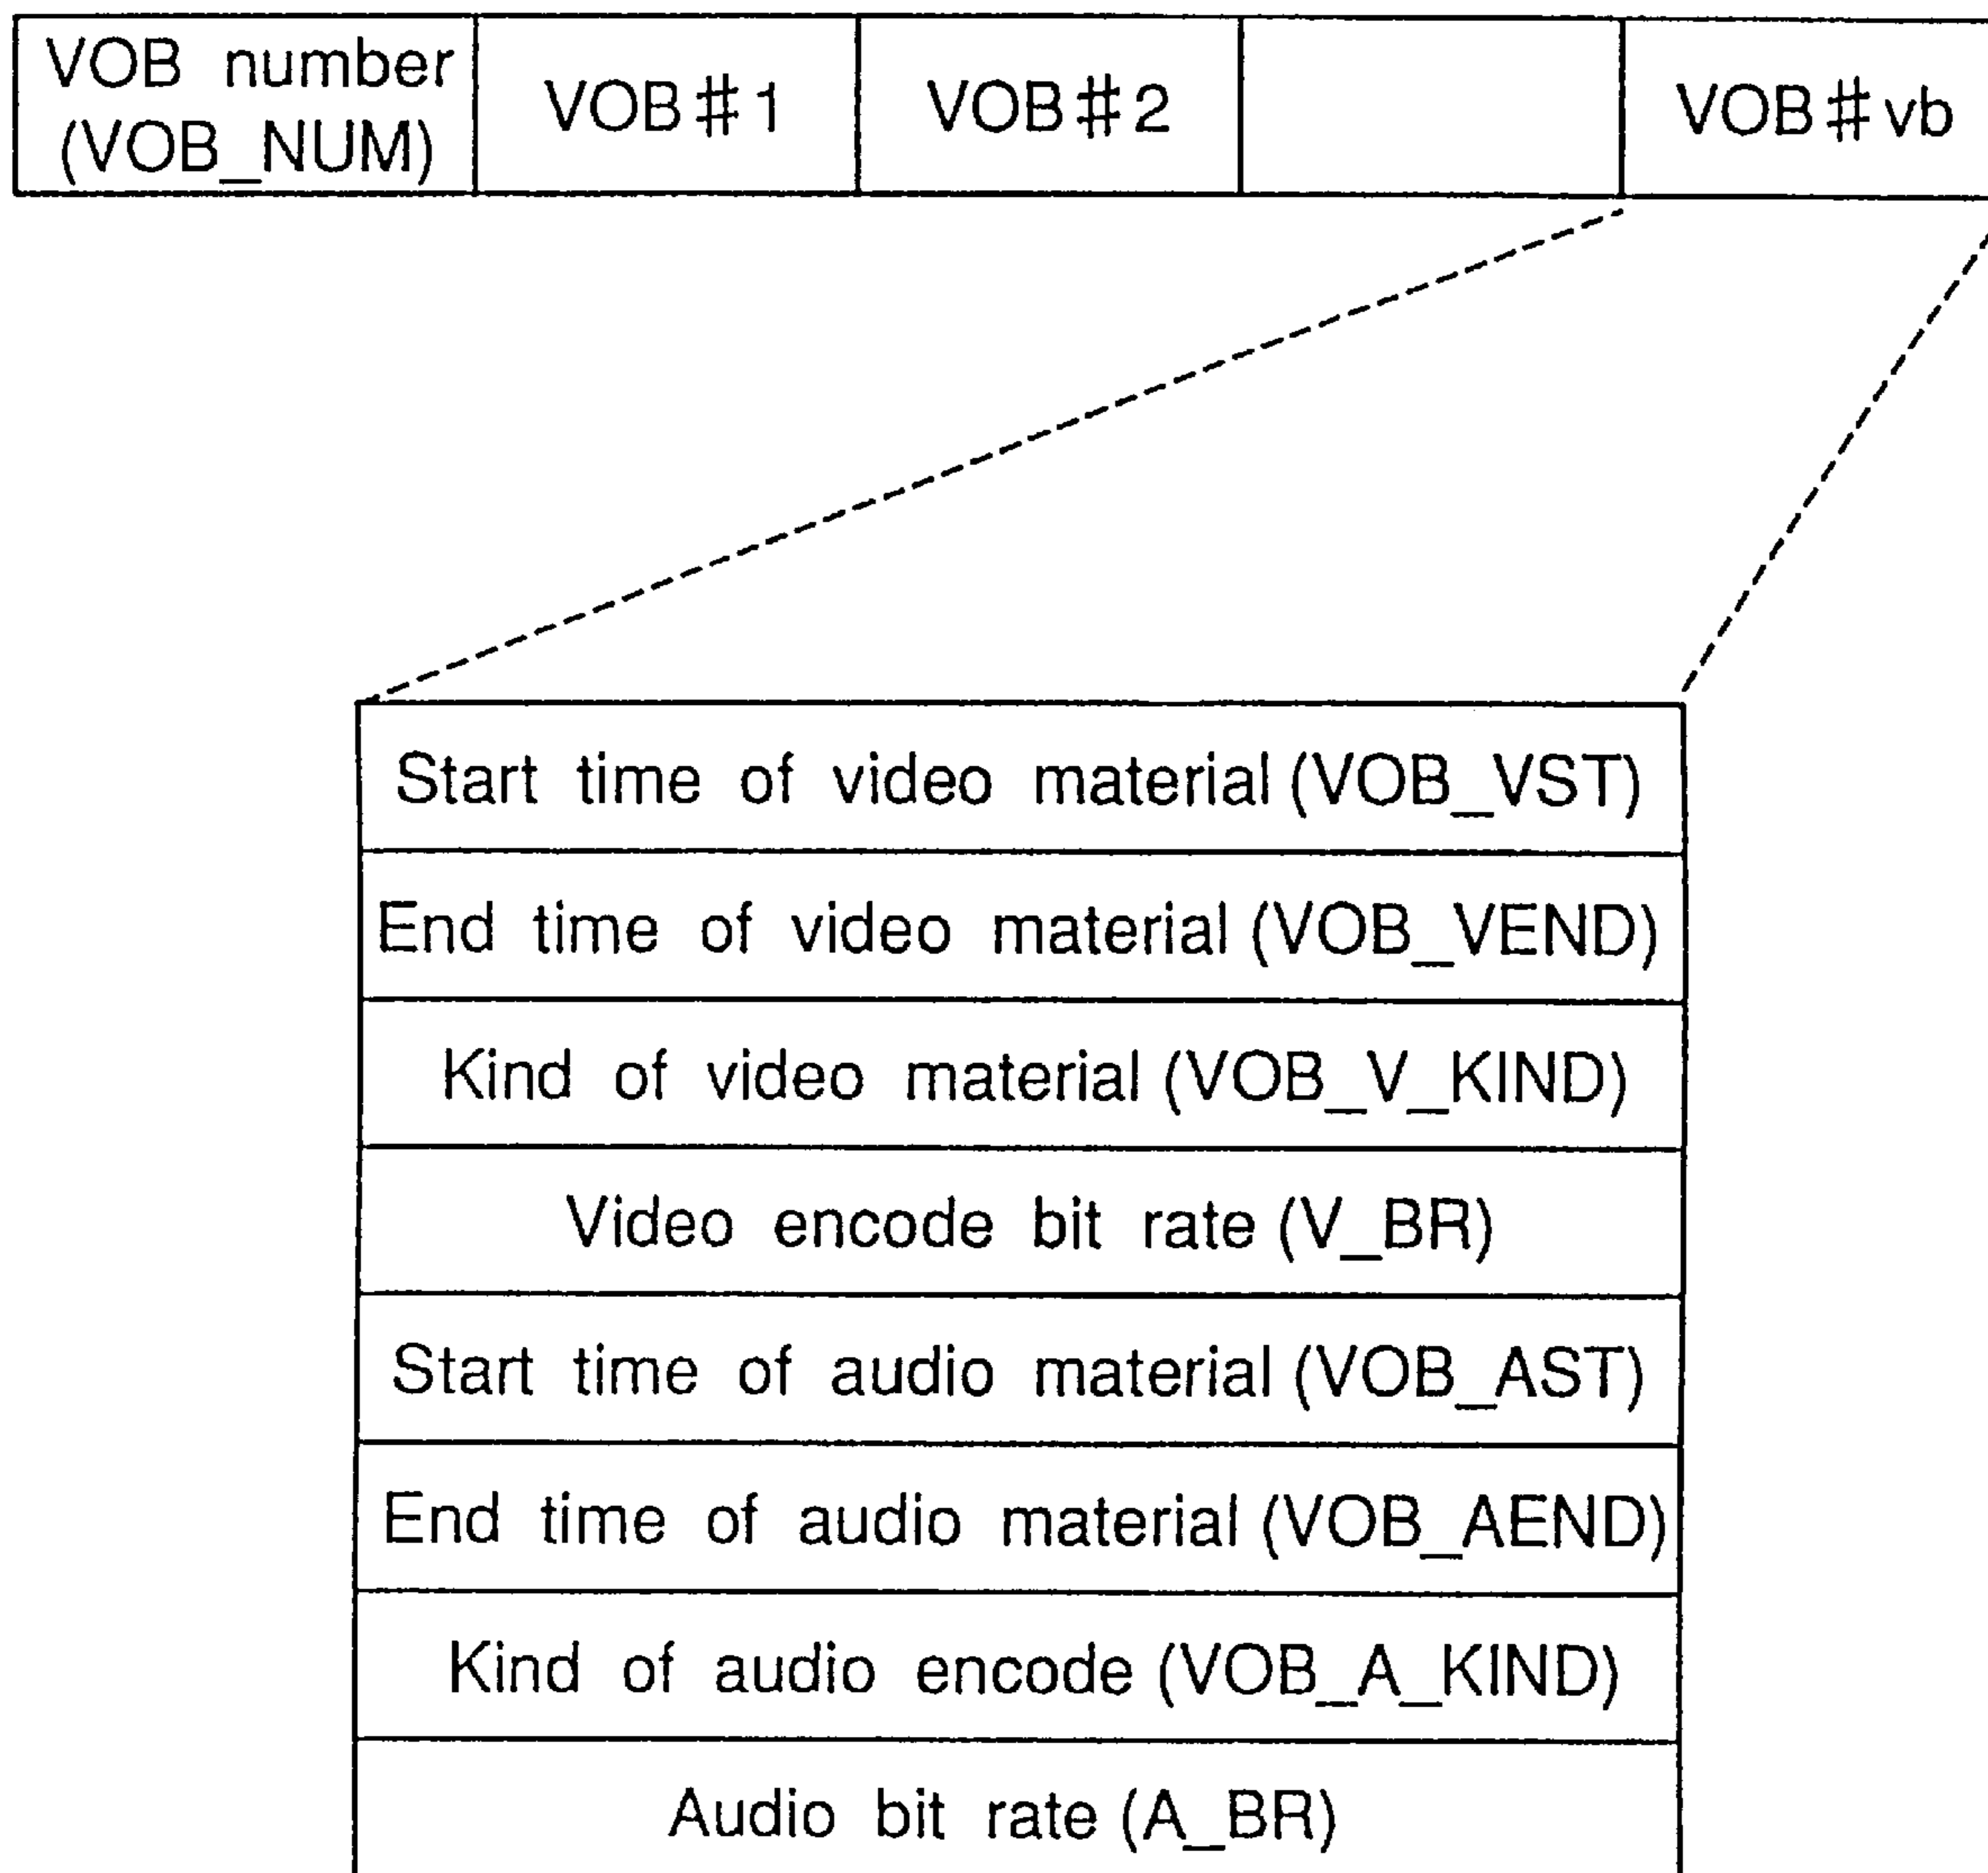 VOB number
(VOB_NUM)
VOB#1
VOB#2
VOB#vb
Start time of video material (VOB_VST)
End time of video material (VOB_VEND)
Kind of video material (VOB_V_KIND)
Video encode bit rate (V_BR)
Start time of audio material (VOB_AST)
End time of audio material (VOB_AEND)
Kind of audio encode (VOB_A_KIND)
Audio bit rate (A_BR)